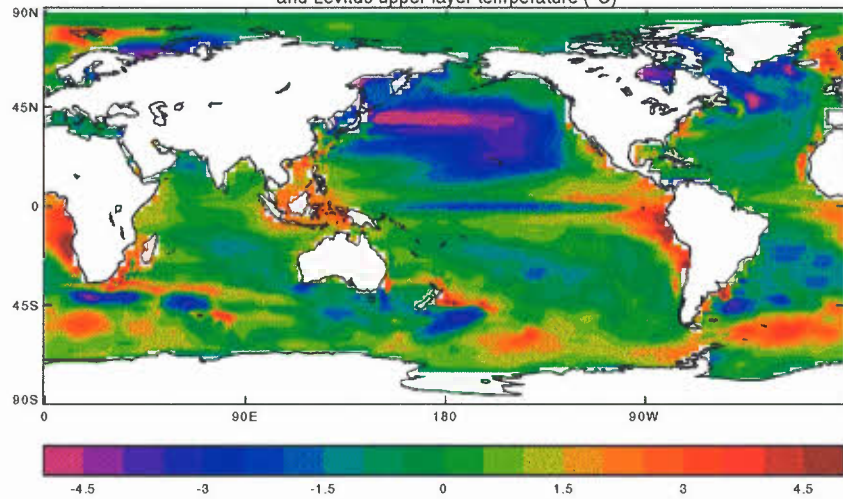 and Levitus upper layer temperature (°C)
90N
45N
0
45S
90S
0 90E 180 90W
-4.5 -3 -1.5 0 1.5 3 4.5